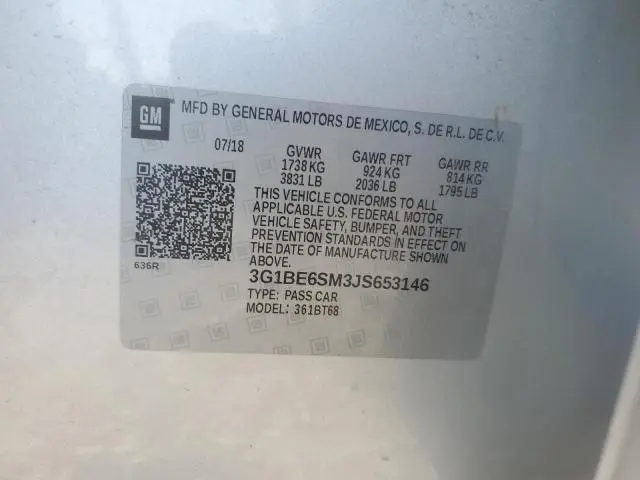 GM
MFD BY GENERAL MOTORS DE MEXICO, S. DE R.L. DE C.V.
07/18 GVWR GAWR FRT GAWR RR
1738 KG 924 KG 814 KG
3831 LB 2036 LB 1795 LB
THIS VEHICLE CONFORMS TO ALL
APPLICABLE U.S. FEDERAL MOTOR
VEHICLE SAFETY, BUMPER, AND THEFT
PREVENTION STANDARDS IN EFFECT ON
THE DATE OF MANUFACTURE SHOWN
ABOVE.
636R
3G1BE6SM3JS653146
TYPE: PASS CAR
MODEL: 361BT68